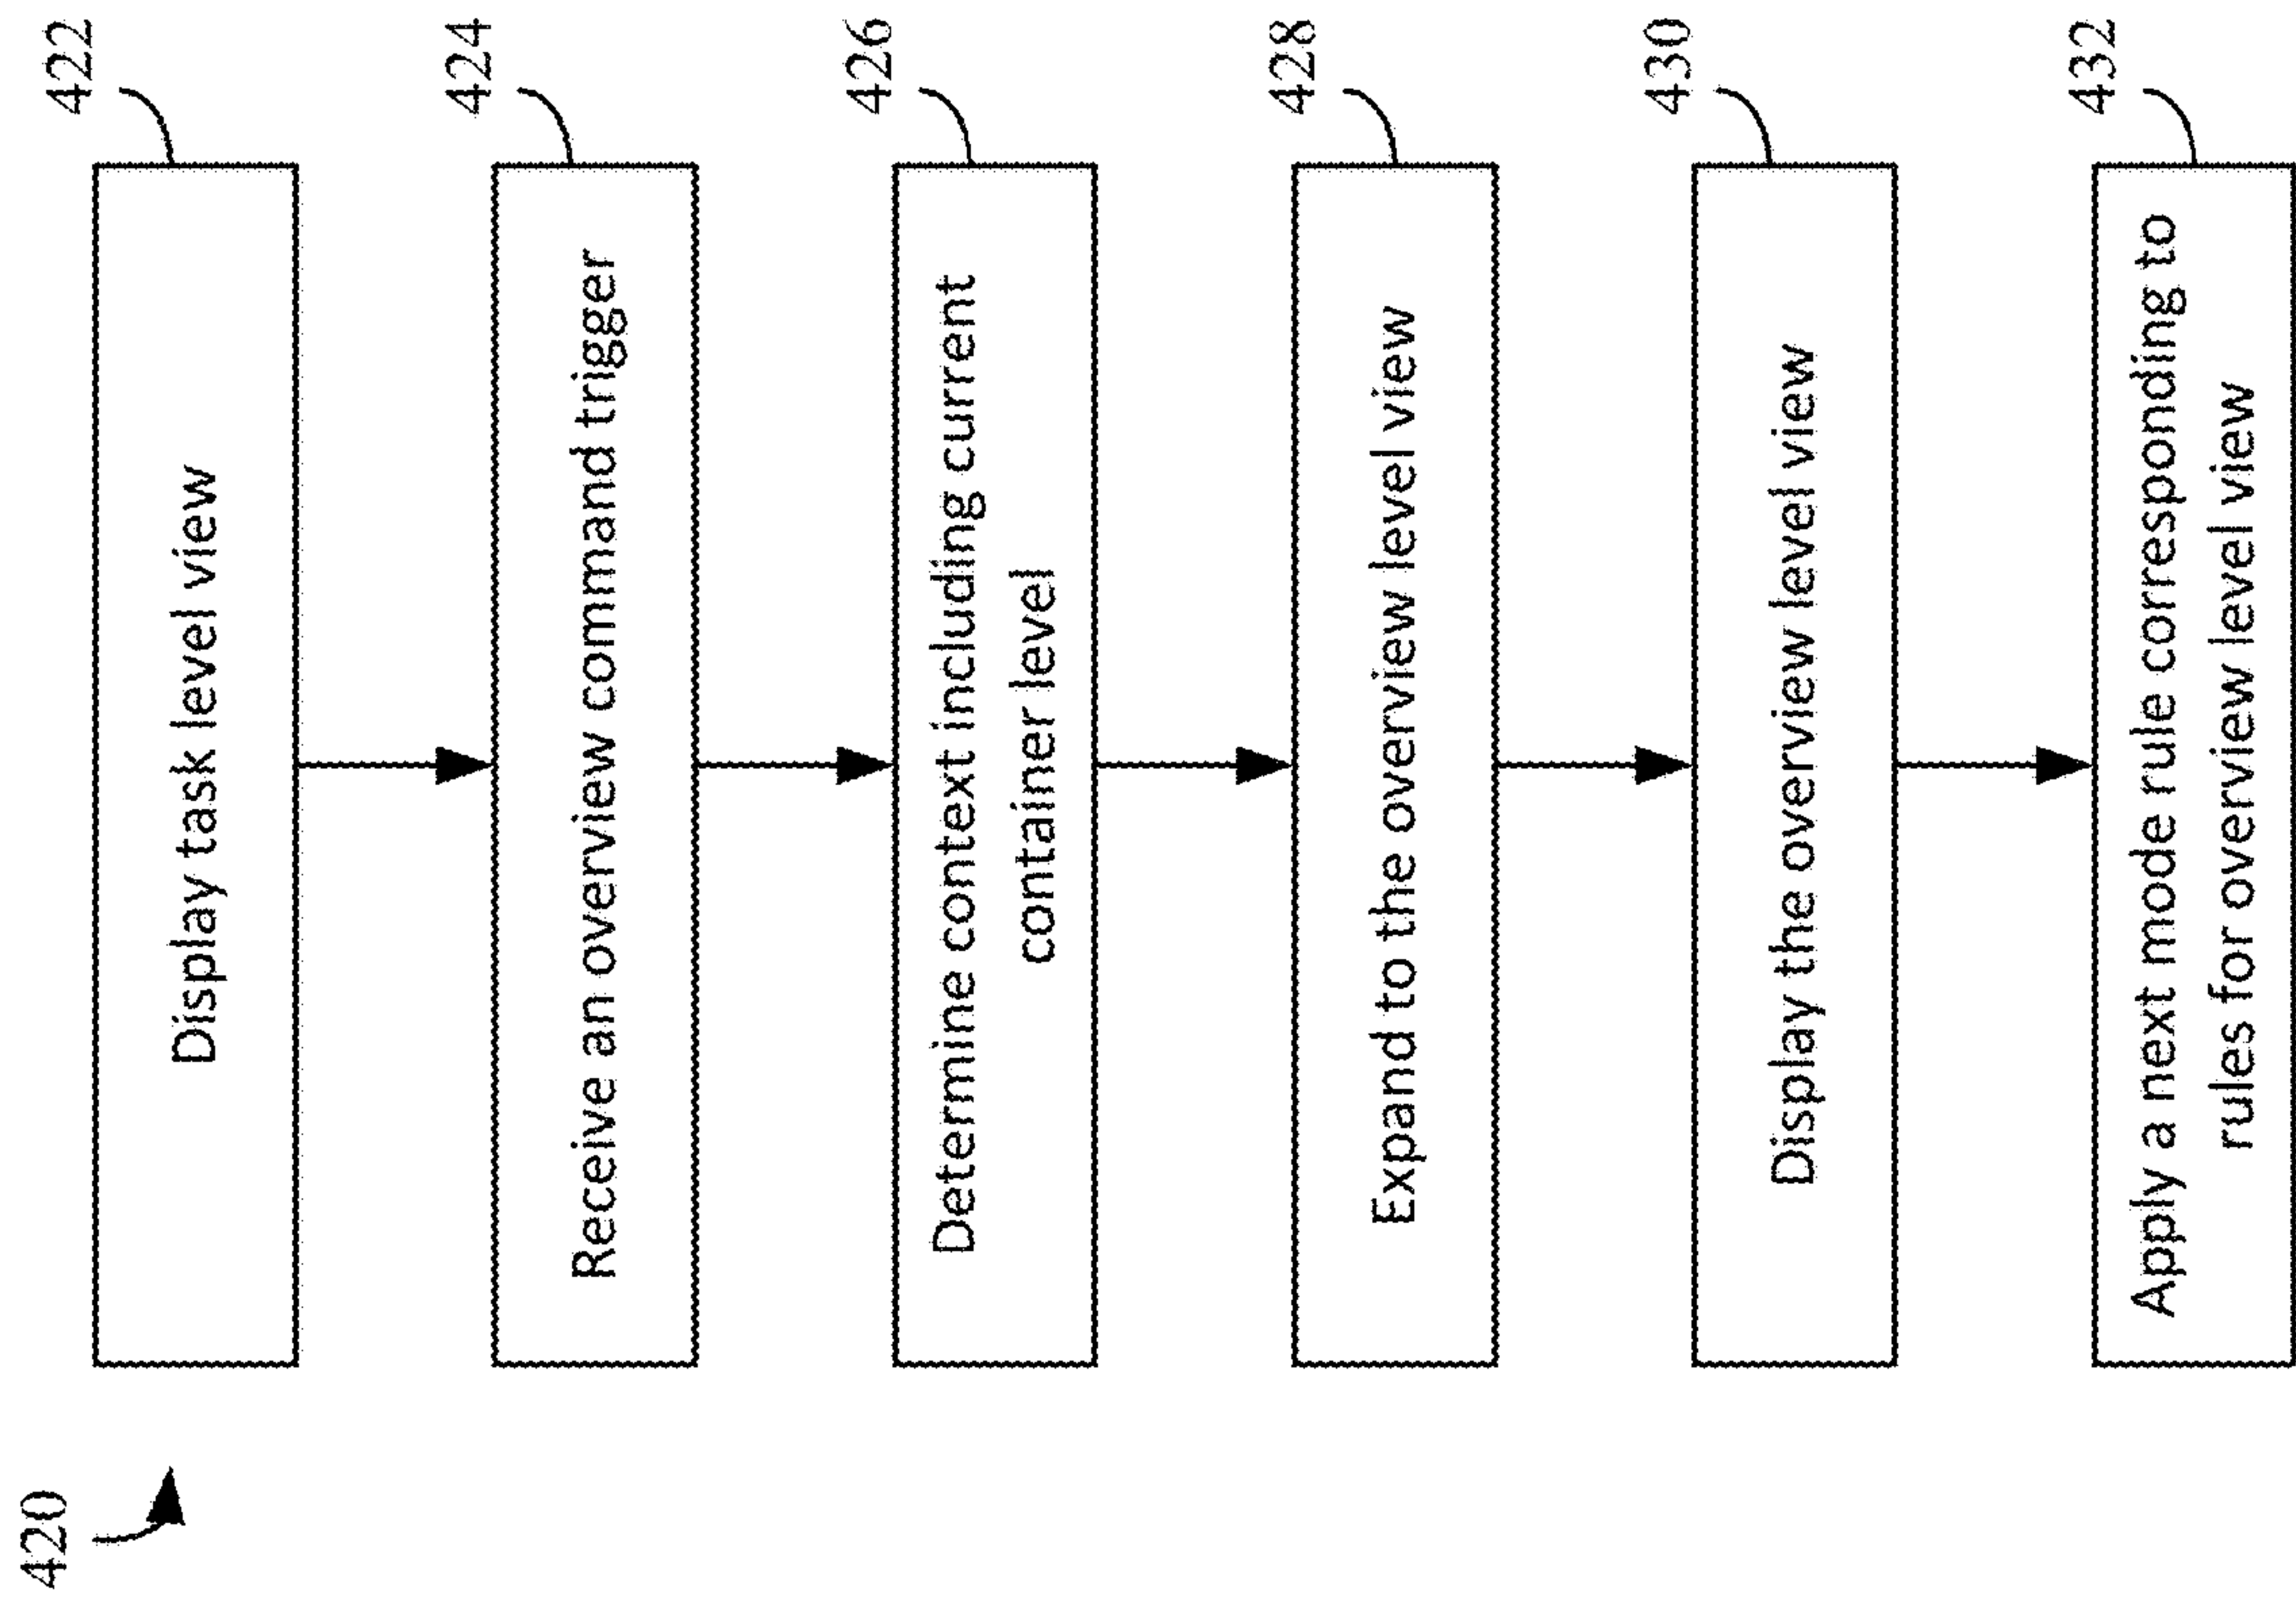 420
422
Display task level view
424
Receive an overview command trigger
426
Determine context including current
container level
428
Expand to the overview level view
430
Display the overview level view
432
Apply a next mode rule corresponding to
rules for overview level view